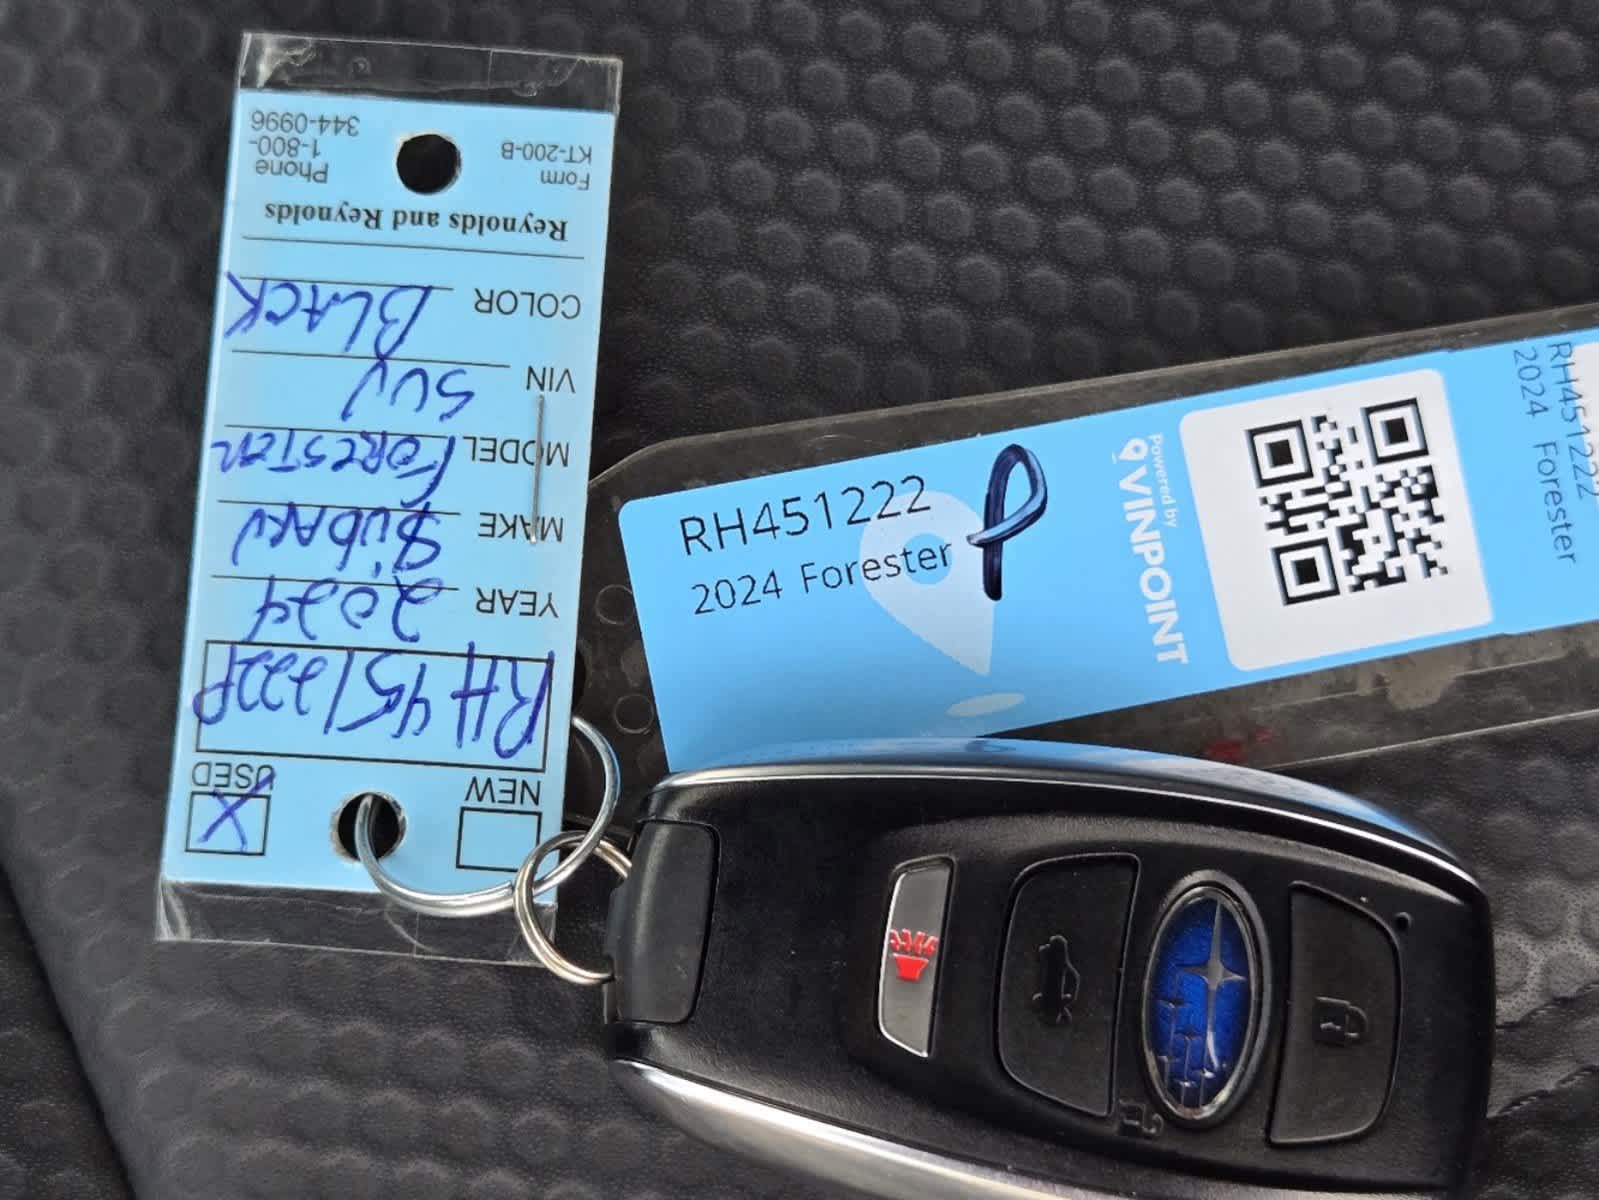 NEW USED
X
RH451222P
YEAR 2024
MAKE SUBARU
MODEL FORESTER
VIN SUV
COLOR BLACK
Reynolds and Reynolds
Form
KT-200-B
Phone
1-800-
344-0996
RH451222 P
2024 Forester
Powered by
VINPOINT
RH451222
2024 Forester